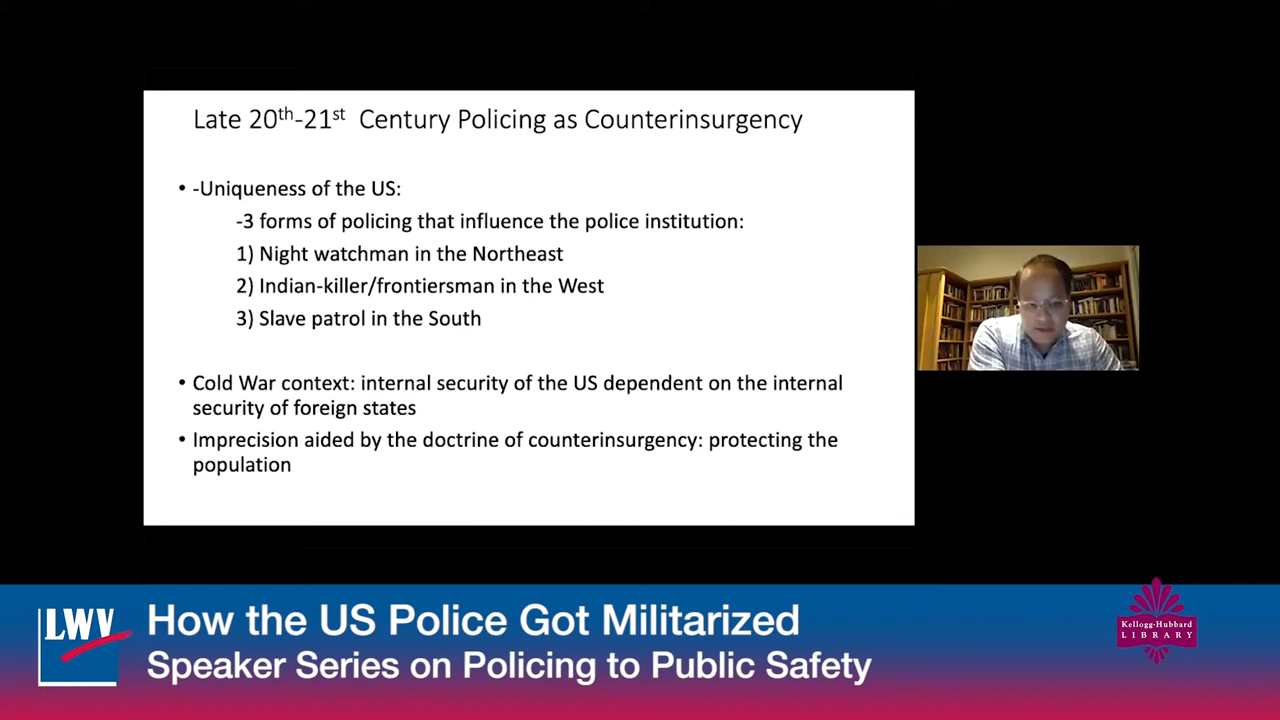 Late 20th-21st Century Policing as Counterinsurgency
• -Uniqueness of the US:
-3 forms of policing that influence the police institution:
1) Night watchman in the Northeast
2) Indian-killer/frontiersman in the West
3) Slave patrol in the South
• Cold War context: internal security of the US dependent on the internal
security of foreign states
• Imprecision aided by the doctrine of counterinsurgency: protecting the
population
LWV
How the US Police Got Militarized
Speaker Series on Policing to Public Safety
Kellogg-Hubbard
LIBRARY